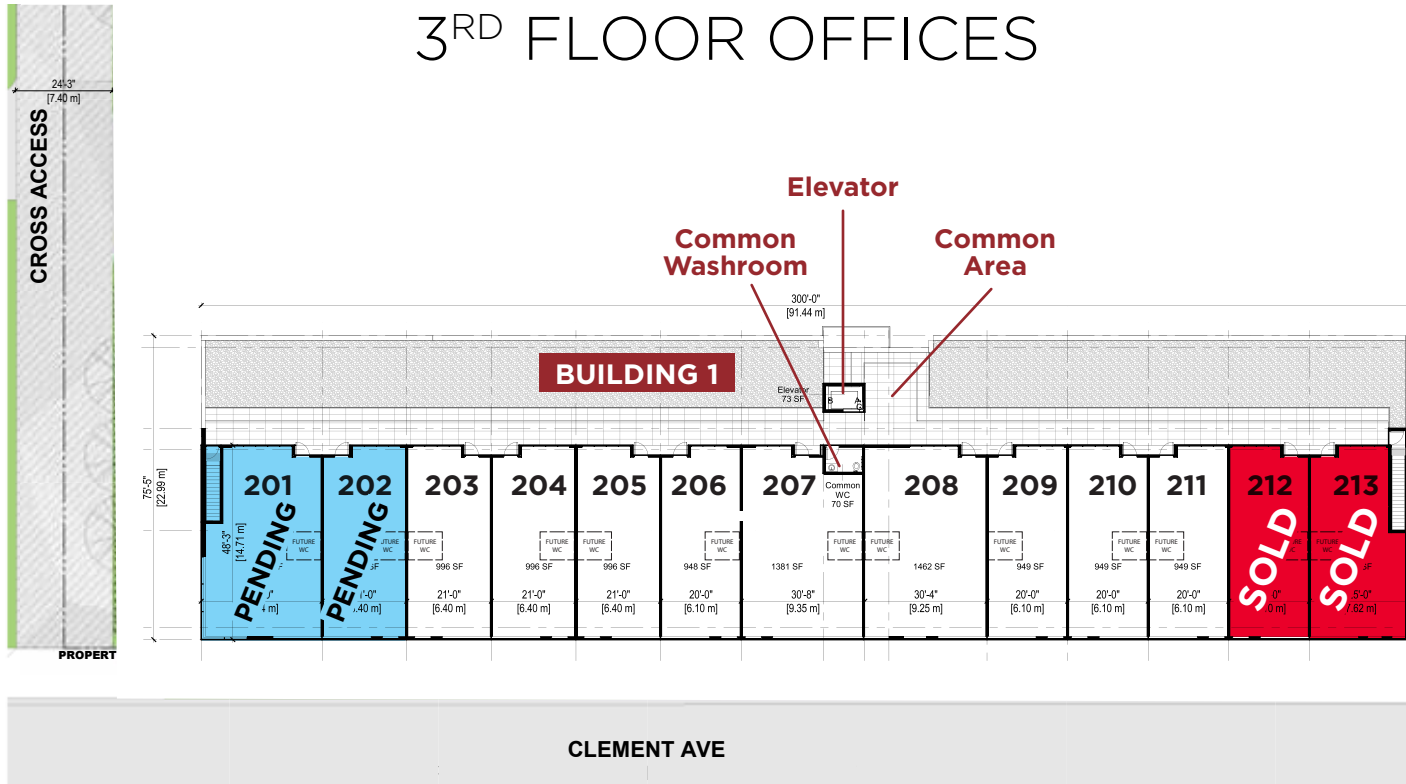 3RD FLOOR OFFICES
24'-3"
[7.40 m]
CROSS ACCESS
Elevator
Common
Washroom
Common
Area
300'-0"
[91.44 m]
BUILDING 1
Elevator
73 SF
B
A
75'-5"
[22.99 m]
201
202
203
204
205
206
207
208
209
210
211
212
213
Common
WC
70 SF
48'-3"
[14.71 m]
PENDING
PENDING
SOLD
SOLD
FUTURE
WC
FUTURE
WC
FUTURE
WC
FUTURE
WC
FUTURE
WC
FUTURE
WC
FUTURE
WC
FUTURE
WC
FUTURE
WC
FUTURE
WC
FUTURE
WC
996 SF
996 SF
996 SF
948 SF
1381 SF
1462 SF
949 SF
949 SF
949 SF
21'-0"
[6.40 m]
21'-0"
[6.40 m]
21'-0"
[6.40 m]
20'-0"
[6.10 m]
30'-8"
[9.35 m]
30'-4"
[9.25 m]
20'-0"
[6.10 m]
20'-0"
[6.10 m]
20'-0"
[6.10 m]
PROPERT
CLEMENT AVE